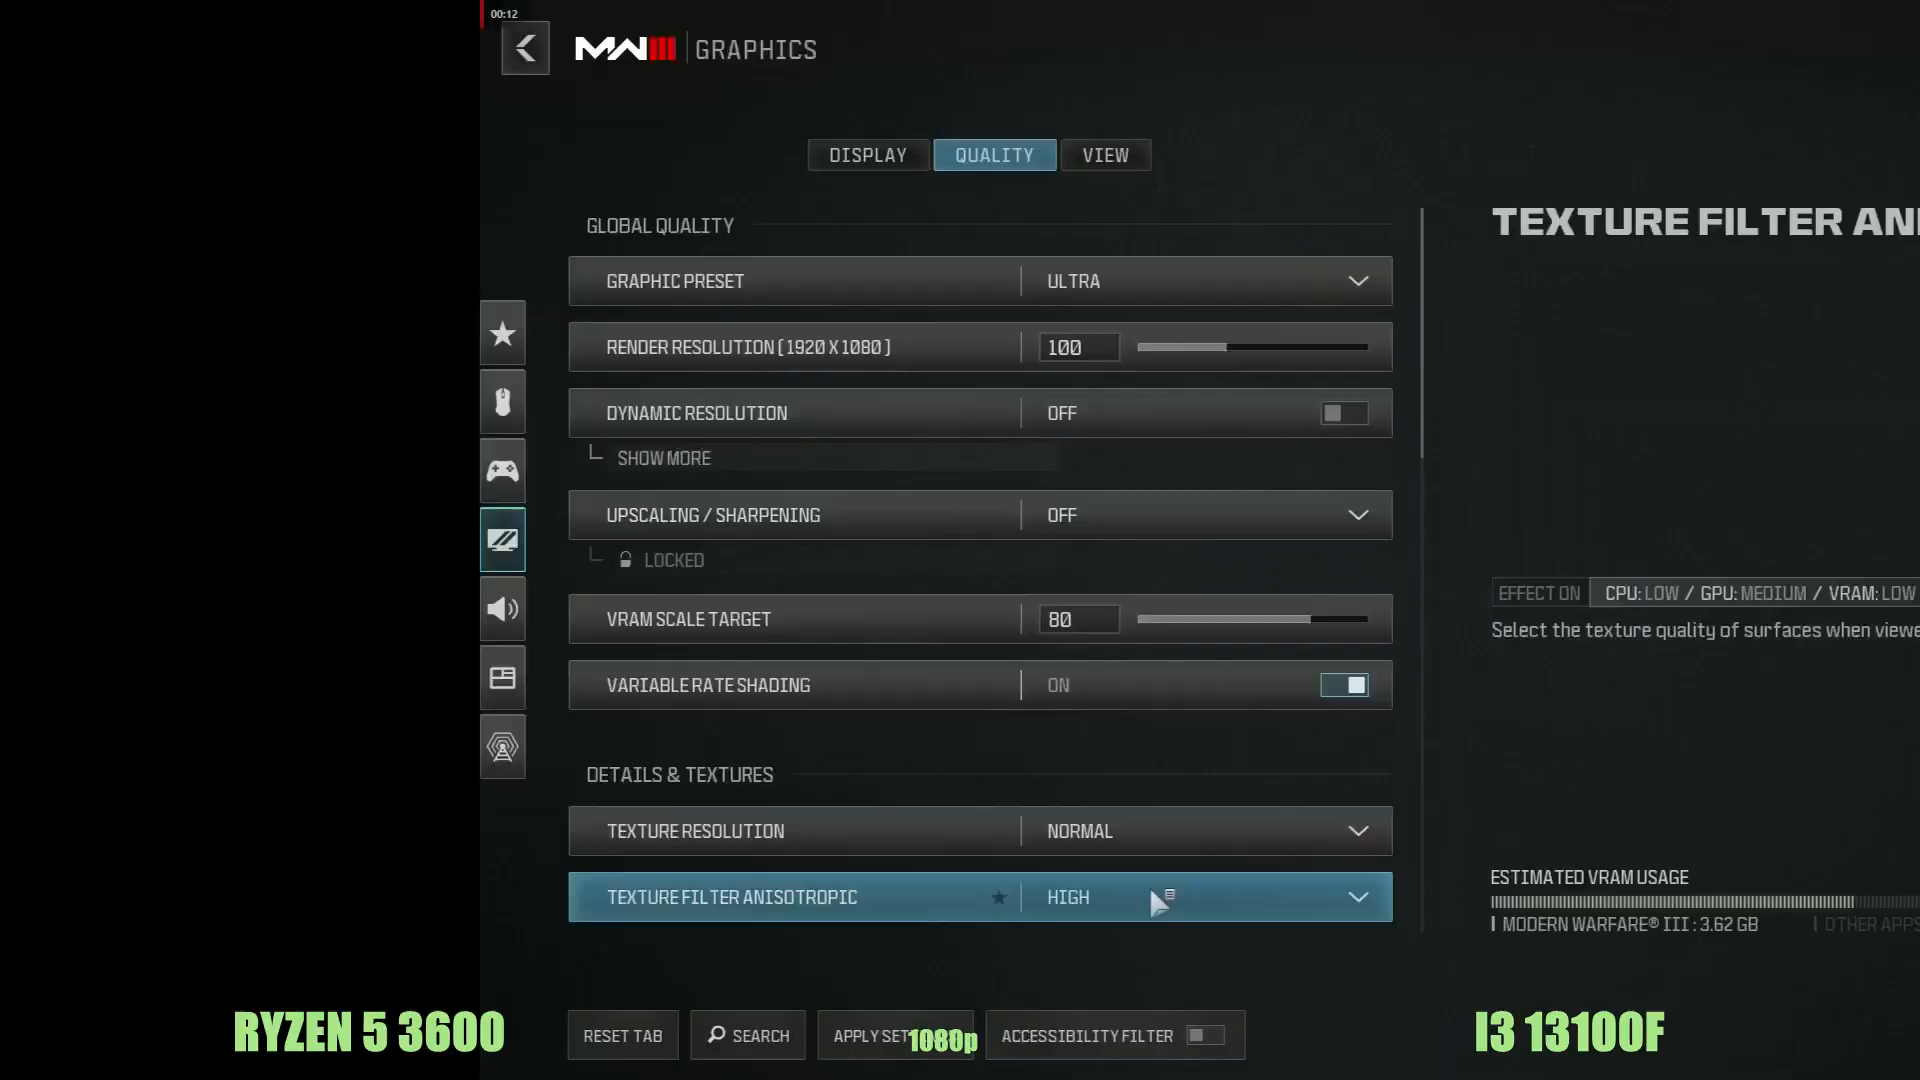 00:12
MWIII GRAPHICS
DISPLAY QUALITY VIEW
GLOBAL QUALITY
GRAPHIC PRESET ULTRA
RENDER RESOLUTION [ 1920 X 1080 ] 100
DYNAMIC RESOLUTION OFF
SHOW MORE
UPSCALING / SHARPENING OFF
LOCKED
VRAM SCALE TARGET 80
VARIABLE RATE SHADING ON
DETAILS & TEXTURES
TEXTURE RESOLUTION NORMAL
TEXTURE FILTER ANISOTROPIC HIGH
TEXTURE FILTER ANI
EFFECT ON CPU: LOW / GPU: MEDIUM / VRAM: LOW
Select the texture quality of surfaces when viewe
ESTIMATED VRAM USAGE
MODERN WARFARE® III : 3.62 GB OTHER APPS
RESET TAB SEARCH APPLY SET ACCESSIBILITY FILTER
RYZEN 5 3600 1080p I3 13100F